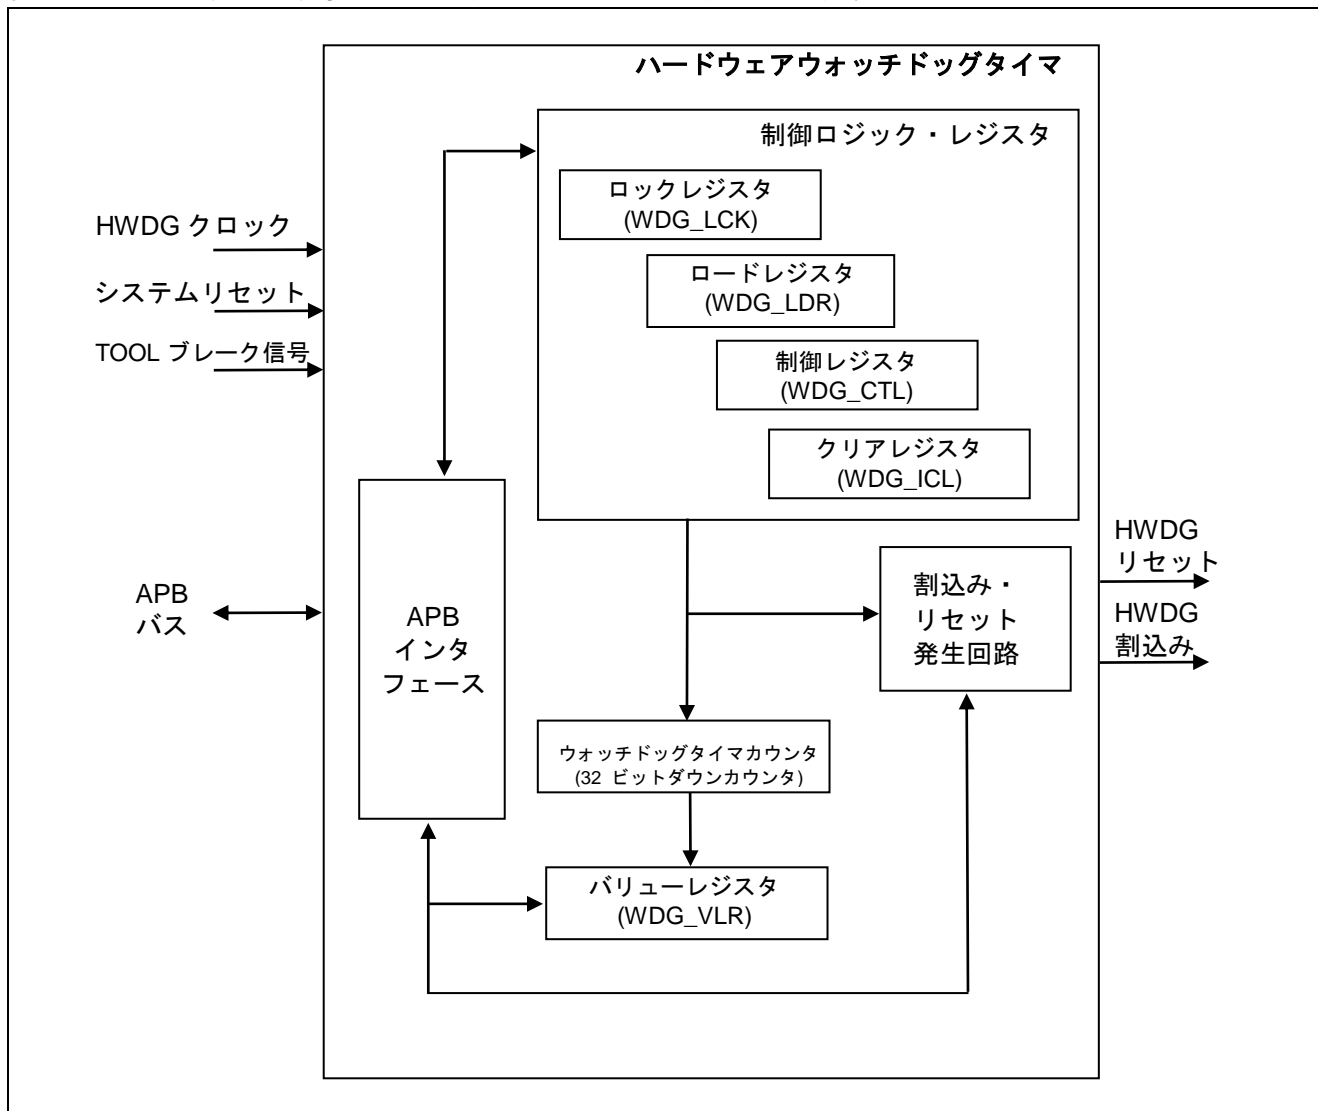 ハードウェアウォッチドッグタイマ
制御ロジック・レジスタ
ロックレジスタ
(WDG_LCK)
HWDG クロック
ロードレジスタ
(WDG_LDR)
システムリセット
TOOL ブレーク信号
制御レジスタ
(WDG_CTL)
クリアレジスタ
(WDG_ICL)
HWDG
リセット
APB
バス
APB
インタ
フェース
割込み・
リセット
発生回路
HWDG
割込み
ウォッチドッグタイマカウンタ
(32 ビットダウンカウンタ)
バリューレジスタ
(WDG_VLR)